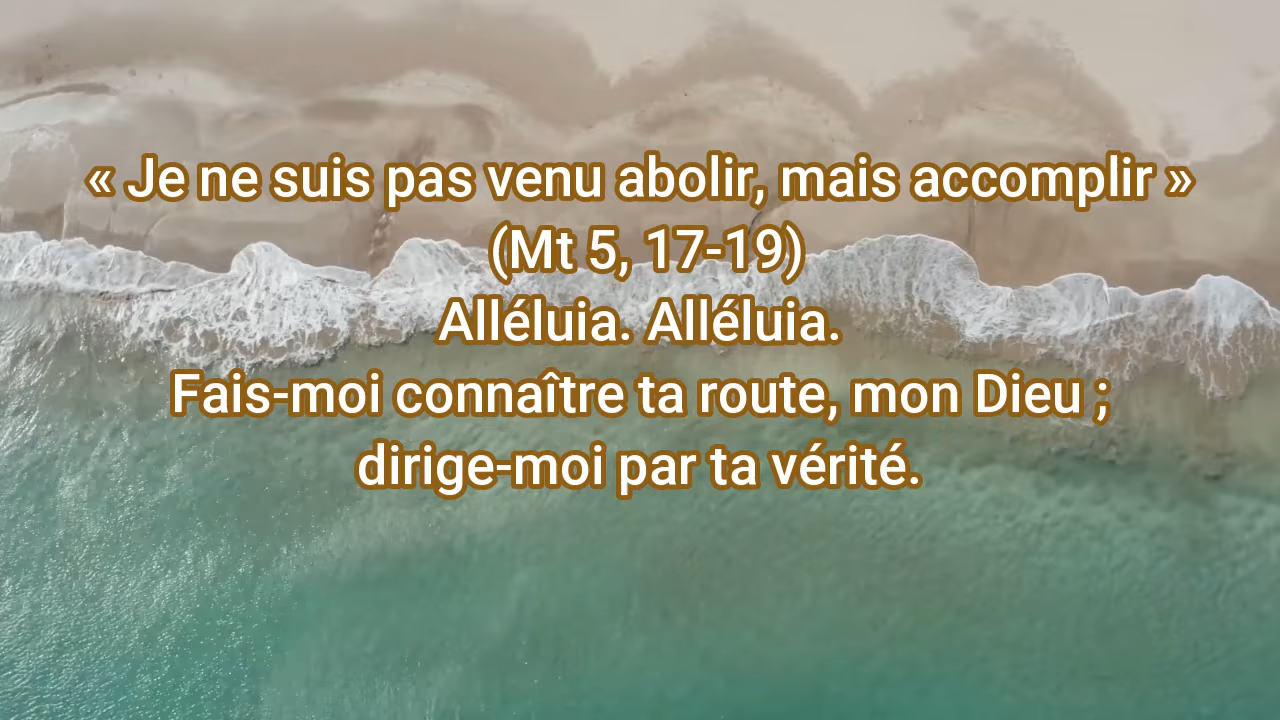 « Je ne suis pas venu abolir, mais accomplir »
(Mt 5, 17-19)
Alléluia. Alléluia.
Fais-moi connaître ta route, mon Dieu ;
dirige-moi par ta vérité.